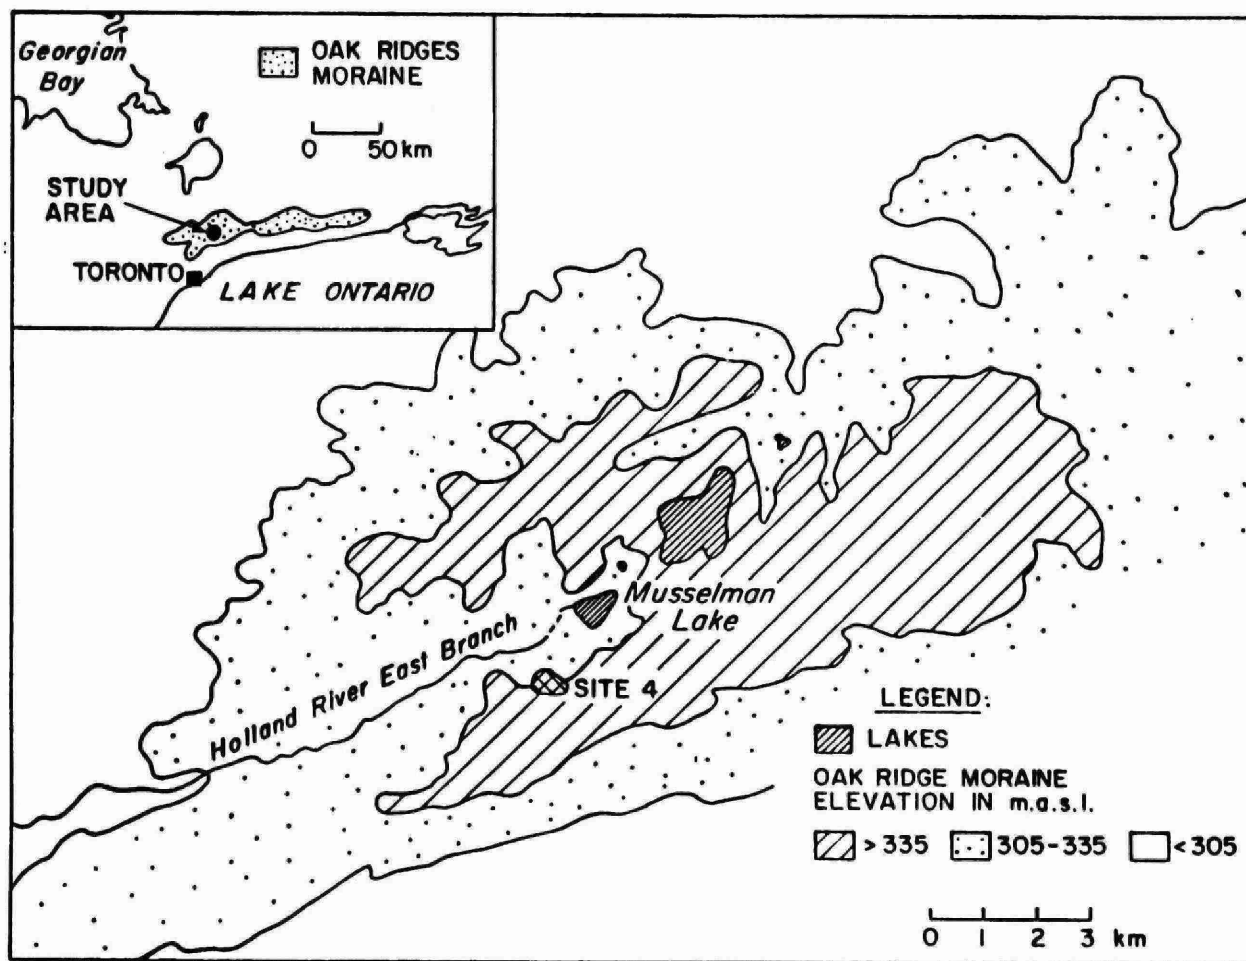 Georgian
Bay
OAK RIDGES
MORAINE
0 50 km
STUDY
AREA
TORONTO
LAKE ONTARIO
Musselman
Lake
Holland River East Branch
SITE 4
LEGEND:
LAKES
OAK RIDGE MORAINE
ELEVATION IN m.a.s.l.
> 335 305-335 < 305
0 1 2 3 km